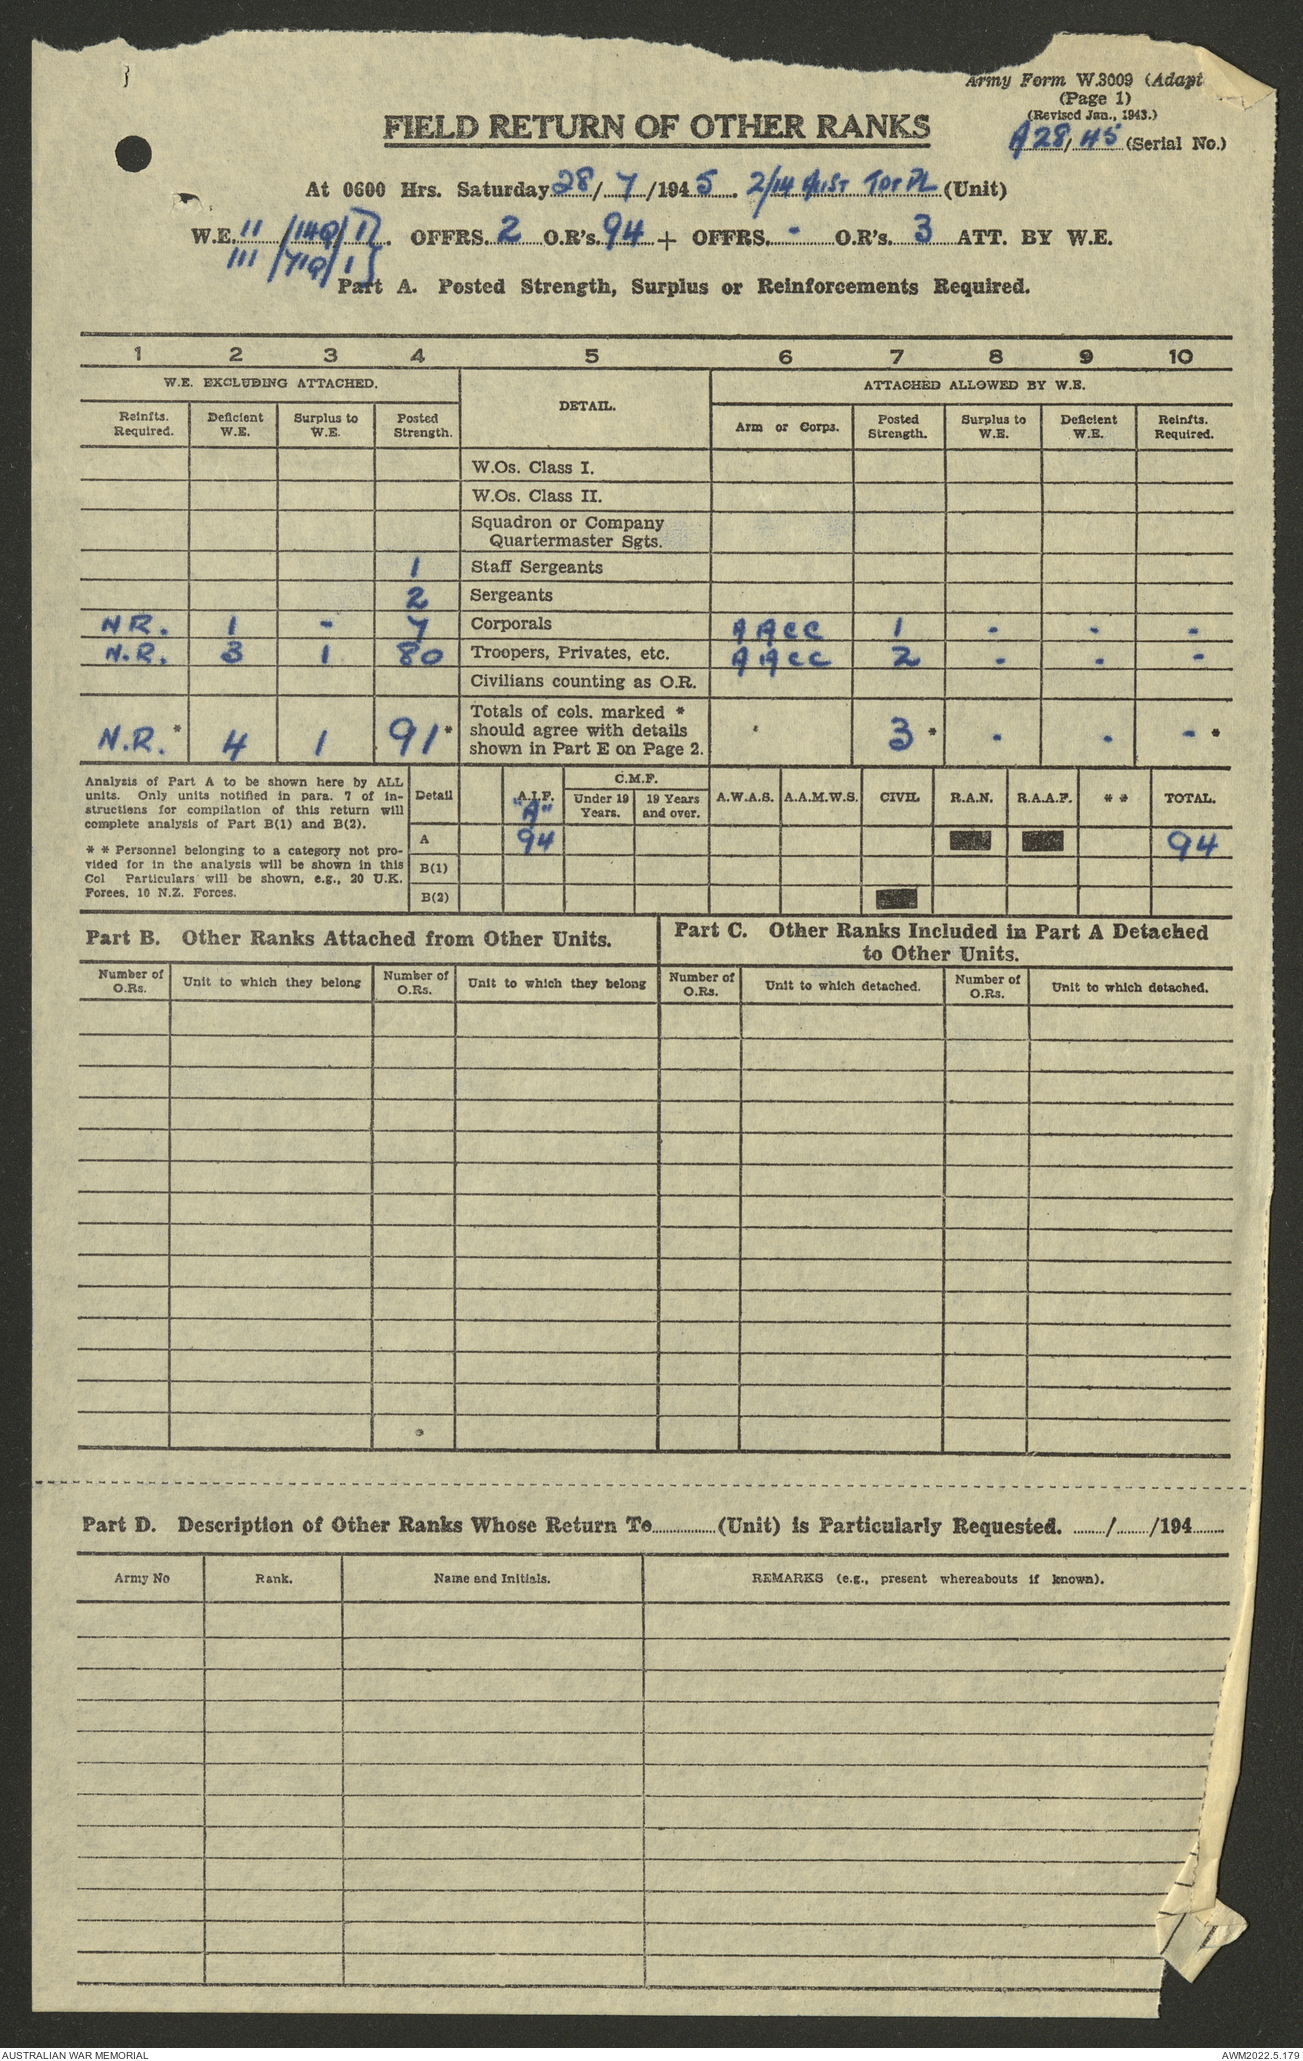 Army Form W.3009 (Adapt
(Page 1)
(Revised Jan., 1943.)
A28/45 (Serial No.)
FIELD RETURN OF OTHER RANKS
At 0600 Hrs. Saturday 28/7/1945. 2/14 AUST TPT PL (Unit)
W.E. 11 /14Q/1}. OFFRS. 2 O.R's. 94 + OFFRS. - O.R's. 3 ATT. BY W.E.
111 /71Q/1}
Part A. Posted Strength, Surplus or Reinforcements Required.
1 2 3 4 5 6 7 8 9 10
W.E. EXCLUDING ATTACHED. DETAIL. ATTACHED ALLOWED BY W.E.
Reinfts. Required. Deficient W.E. Surplus to W.E. Posted Strength. Arm or Corps. Posted Strength. Surplus to W.E. Deficient W.E. Reinfts. Required.
W.Os. Class I.
W.Os. Class II.
Squadron or Company
Quartermaster Sgts.
1 Staff Sergeants
2 Sergeants
N.R. 1 - 7 Corporals AACC 1 - - -
N.R. 3 1 80 Troopers, Privates, etc. AACC 2 - - -
Civilians counting as O.R.
Totals of cols. marked *
should agree with details
shown in Part E on Page 2.
N.R.* 4 1 91* 3* - - -*
Analysis of Part A to be shown here by ALL
units. Only units notified in para. 7 of in-
structions for compilation of this return will
complete analysis of Part B(1) and B(2).
* * Personnel belonging to a category not pro-
vided for in the analysis will be shown in this
Col Particulars will be shown, e.g., 20 U.K.
Forces, 10 N.Z. Forces.
Detail A.I.F. "A" C.M.F. Under 19 Years. 19 Years and over. A.W.A.S. A.A.M.W.S. CIVIL R.A.N. R.A.A.F. * * TOTAL.
A 94 94
B(1)
B(2)
Part B. Other Ranks Attached from Other Units.
Part C. Other Ranks Included in Part A Detached
to Other Units.
Number of O.Rs. Unit to which they belong Number of O.Rs. Unit to which they belong Number of O.Rs. Unit to which detached. Number of O.Rs. Unit to which detached.
Part D. Description of Other Ranks Whose Return To............(Unit) is Particularly Requested. ......./......./194.......
Army No Rank. Name and Initials. REMARKS (e.g., present whereabouts if known).
AUSTRALIAN WAR MEMORIAL AWM2022.5.179